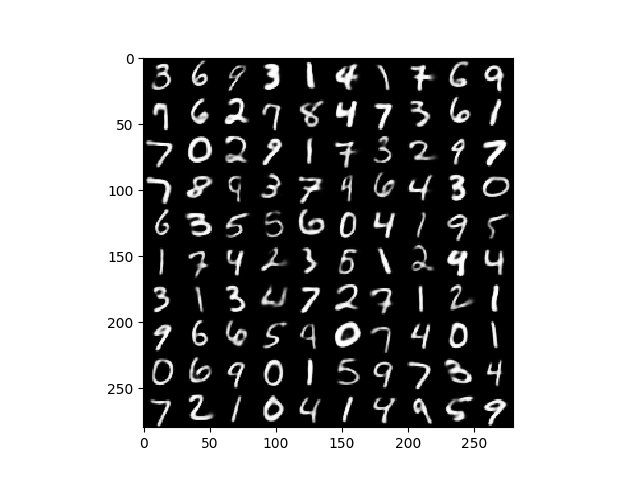 0
3 6 9 3 1 4 1 7 6 9
7 6 2 7 8 4 7 3 6 1
50
7 0 2 9 1 7 3 2 9 7
100
7 8 9 3 7 9 6 4 3 0
6 3 5 5 6 0 4 1 9 5
150
1 7 4 2 3 5 1 2 4 4
3 1 3 4 7 2 7 1 2 1
200
9 6 6 5 9 0 7 4 0 1
0 6 9 0 1 5 9 7 3 4
250
7 2 1 0 4 1 4 9 5 9
0 50 100 150 200 250